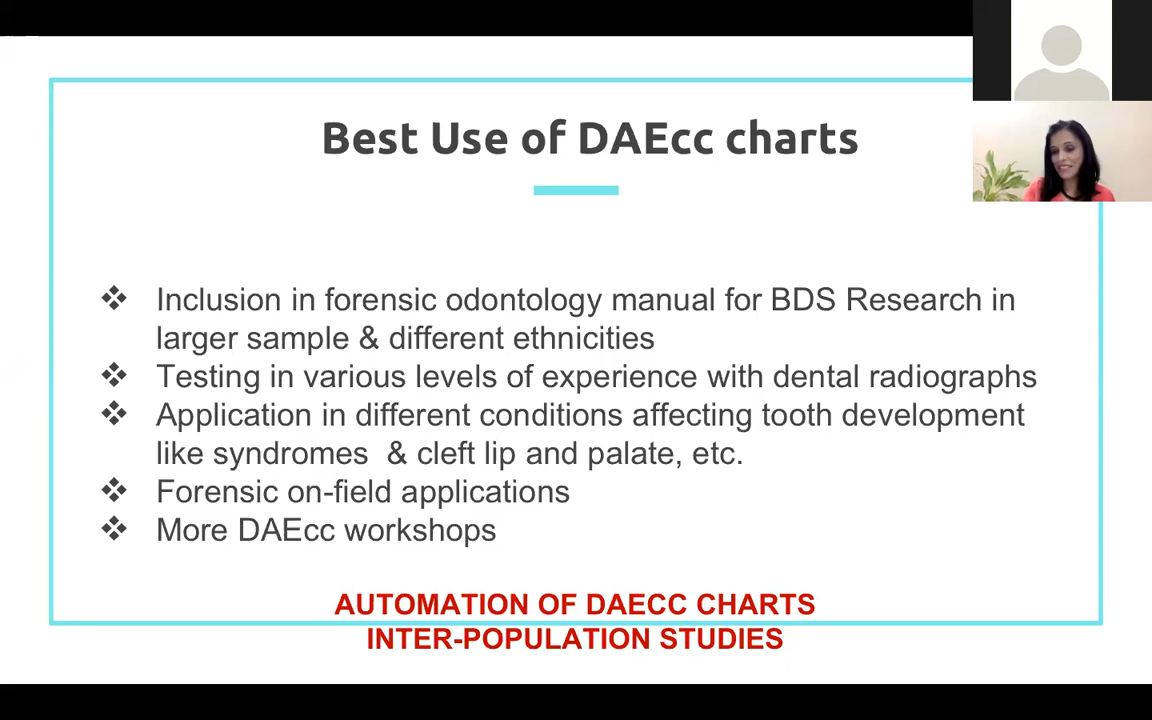 Best Use of DAEcc charts
❖ Inclusion in forensic odontology manual for BDS Research in
larger sample & different ethnicities
❖ Testing in various levels of experience with dental radiographs
❖ Application in different conditions affecting tooth development
like syndromes & cleft lip and palate, etc.
❖ Forensic on-field applications
❖ More DAEcc workshops
AUTOMATION OF DAECC CHARTS
INTER-POPULATION STUDIES